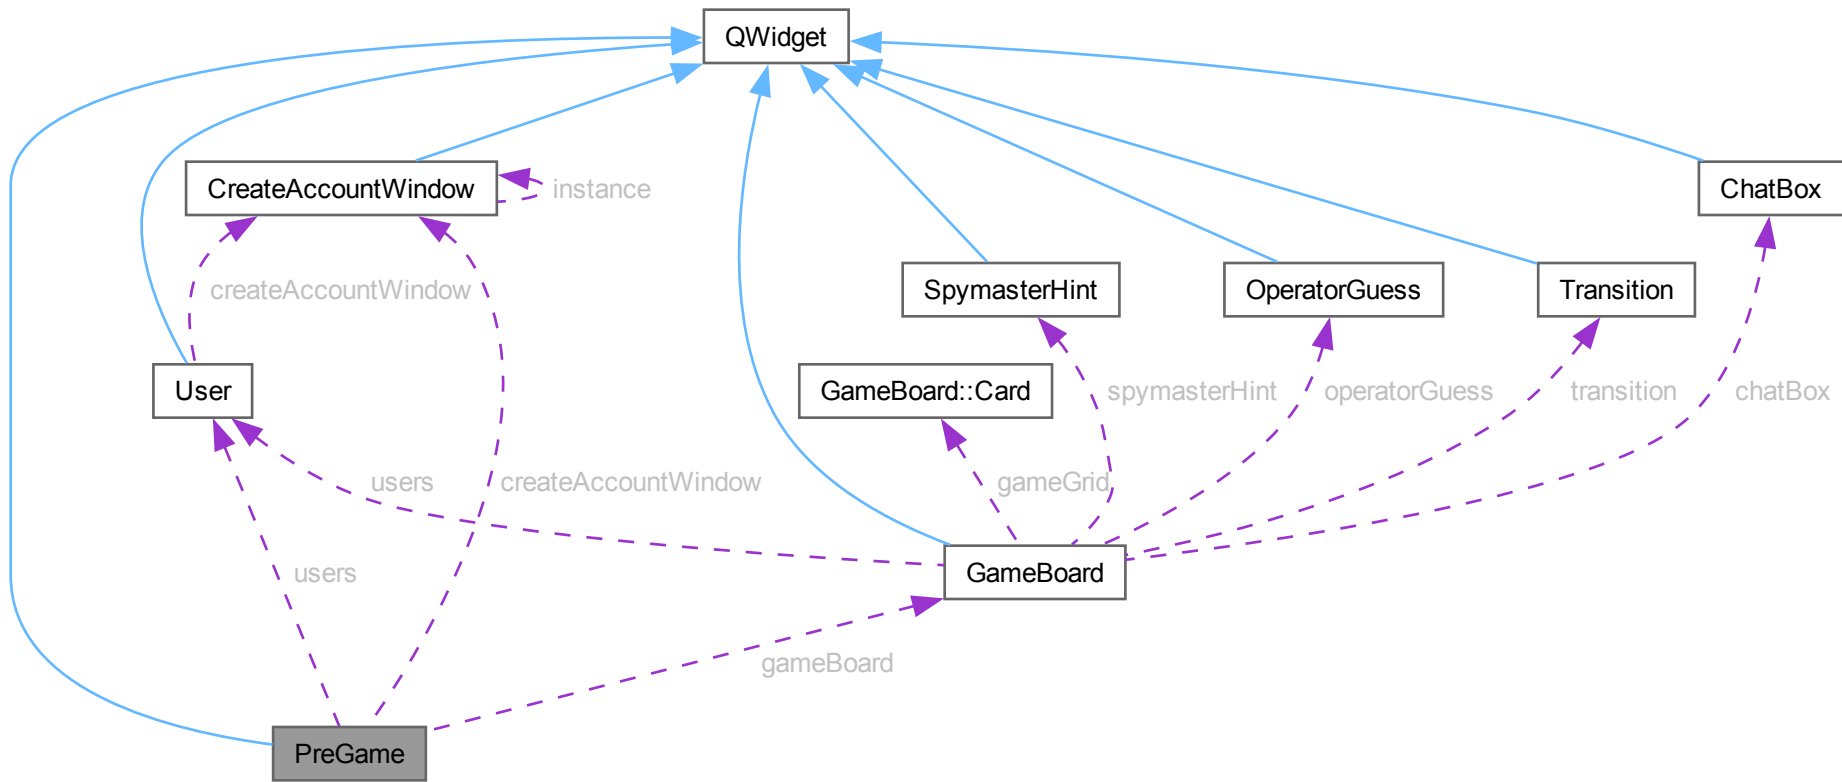 QWidget
CreateAccountWindow
instance
ChatBox
createAccountWindow
SpymasterHint
OperatorGuess
Transition
User
GameBoard::Card
spymasterHint
operatorGuess
transition
chatBox
users
createAccountWindow
gameGrid
users
GameBoard
gameBoard
PreGame